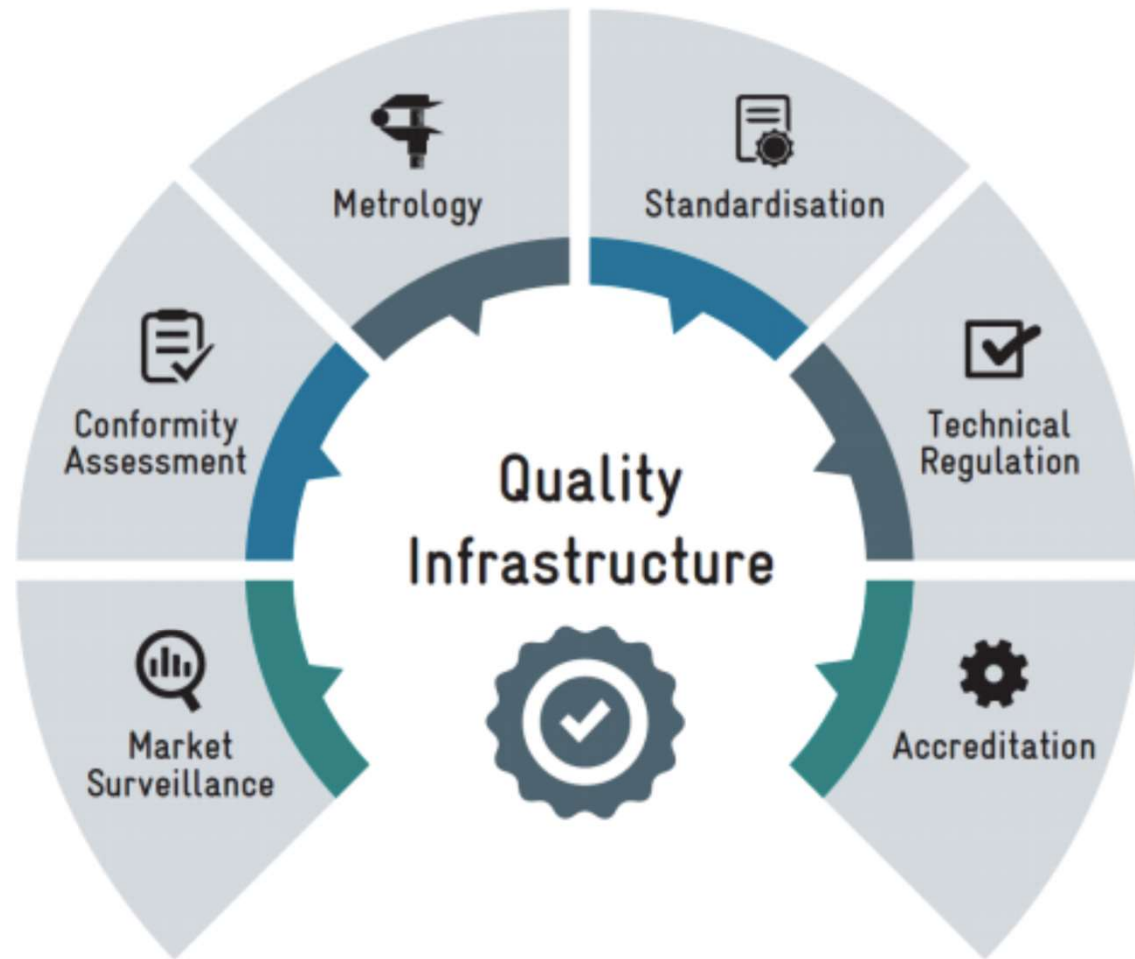 Metrology
Standardisation
Conformity
Assessment
Technical
Regulation
Quality
Infrastructure
Market
Surveillance
Accreditation